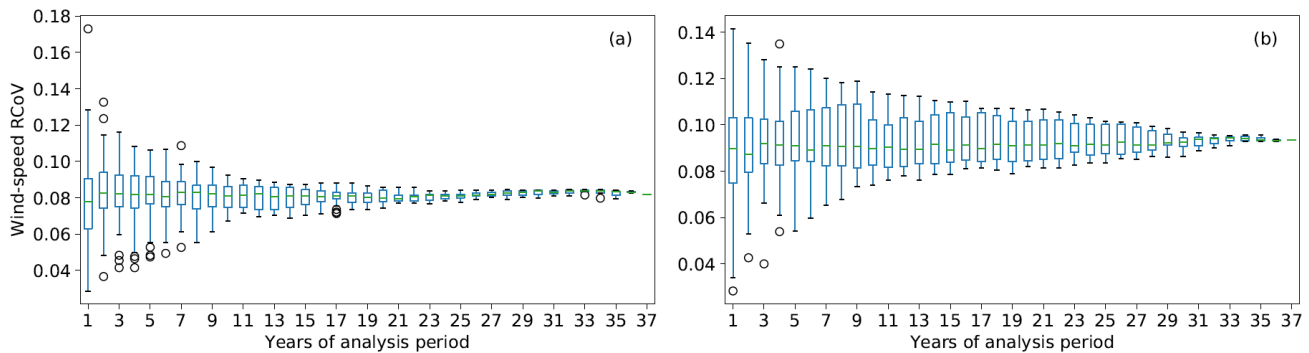 0.18
0.16
0.14
0.12
0.10
0.08
0.06
0.04
Wind-speed RCoV
(a)
1 3 5 7 9 11 13 15 17 19 21 23 25 27 29 31 33 35 37
Years of analysis period
0.14
0.12
0.10
0.08
0.06
0.04
(b)
1 3 5 7 9 11 13 15 17 19 21 23 25 27 29 31 33 35 37
Years of analysis period